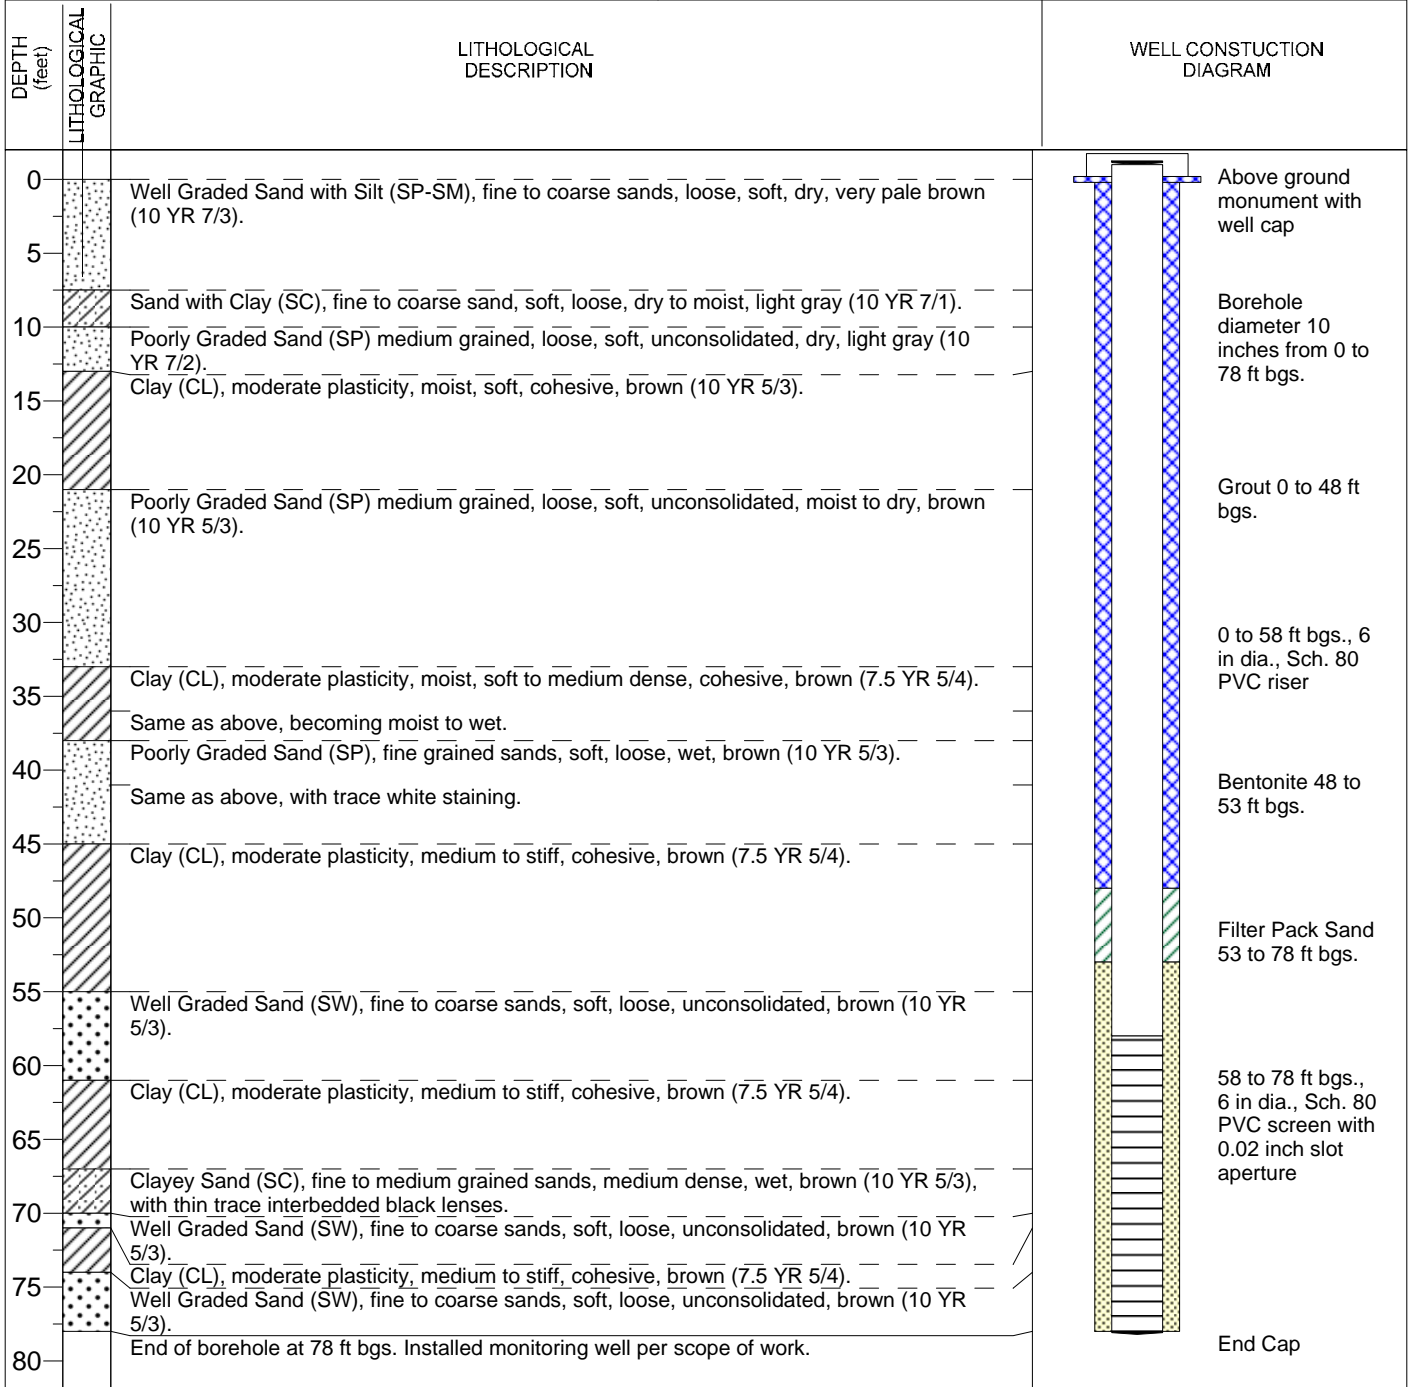 DEPTH
(feet)
LITHOLOGICAL
GRAPHIC
LITHOLOGICAL
DESCRIPTION
WELL CONSTUCTION
DIAGRAM
0
5
10
15
20
25
30
35
40
45
50
55
60
65
70
75
80
Well Graded Sand with Silt (SP-SM), fine to coarse sands, loose, soft, dry, very pale brown
(10 YR 7/3).
Sand with Clay (SC), fine to coarse sand, soft, loose, dry to moist, light gray (10 YR 7/1).
Poorly Graded Sand (SP) medium grained, loose, soft, unconsolidated, dry, light gray (10
YR 7/2).
Clay (CL), moderate plasticity, moist, soft, cohesive, brown (10 YR 5/3).
Poorly Graded Sand (SP) medium grained, loose, soft, unconsolidated, moist to dry, brown
(10 YR 5/3).
Clay (CL), moderate plasticity, moist, soft to medium dense, cohesive, brown (7.5 YR 5/4).
Same as above, becoming moist to wet.
Poorly Graded Sand (SP), fine grained sands, soft, loose, wet, brown (10 YR 5/3).
Same as above, with trace white staining.
Clay (CL), moderate plasticity, medium to stiff, cohesive, brown (7.5 YR 5/4).
Well Graded Sand (SW), fine to coarse sands, soft, loose, unconsolidated, brown (10 YR
5/3).
Clay (CL), moderate plasticity, medium to stiff, cohesive, brown (7.5 YR 5/4).
Clayey Sand (SC), fine to medium grained sands, medium dense, wet, brown (10 YR 5/3),
with thin trace interbedded black lenses.
Well Graded Sand (SW), fine to coarse sands, soft, loose, unconsolidated, brown (10 YR
5/3).
Clay (CL), moderate plasticity, medium to stiff, cohesive, brown (7.5 YR 5/4).
Well Graded Sand (SW), fine to coarse sands, soft, loose, unconsolidated, brown (10 YR
5/3).
End of borehole at 78 ft bgs. Installed monitoring well per scope of work.
Above ground
monument with
well cap
Borehole
diameter 10
inches from 0 to
78 ft bgs.
Grout 0 to 48 ft
bgs.
0 to 58 ft bgs., 6
in dia., Sch. 80
PVC riser
Bentonite 48 to
53 ft bgs.
Filter Pack Sand
53 to 78 ft bgs.
58 to 78 ft bgs.,
6 in dia., Sch. 80
PVC screen with
0.02 inch slot
aperture
End Cap